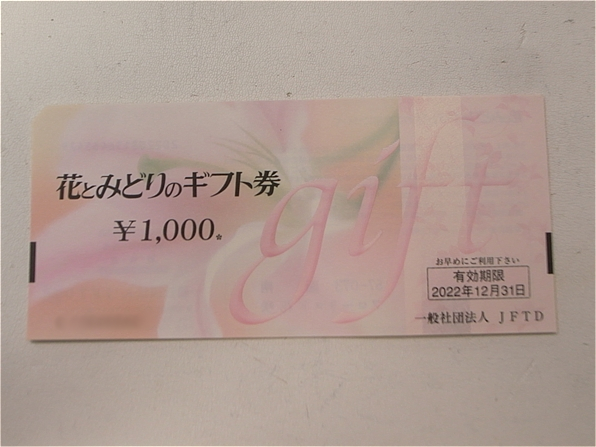 花とみどりのギフト券
¥1,000.☆
gift
お早めにご利用下さい
有効期限
2022年12月31日
一般社団法人 JFTD